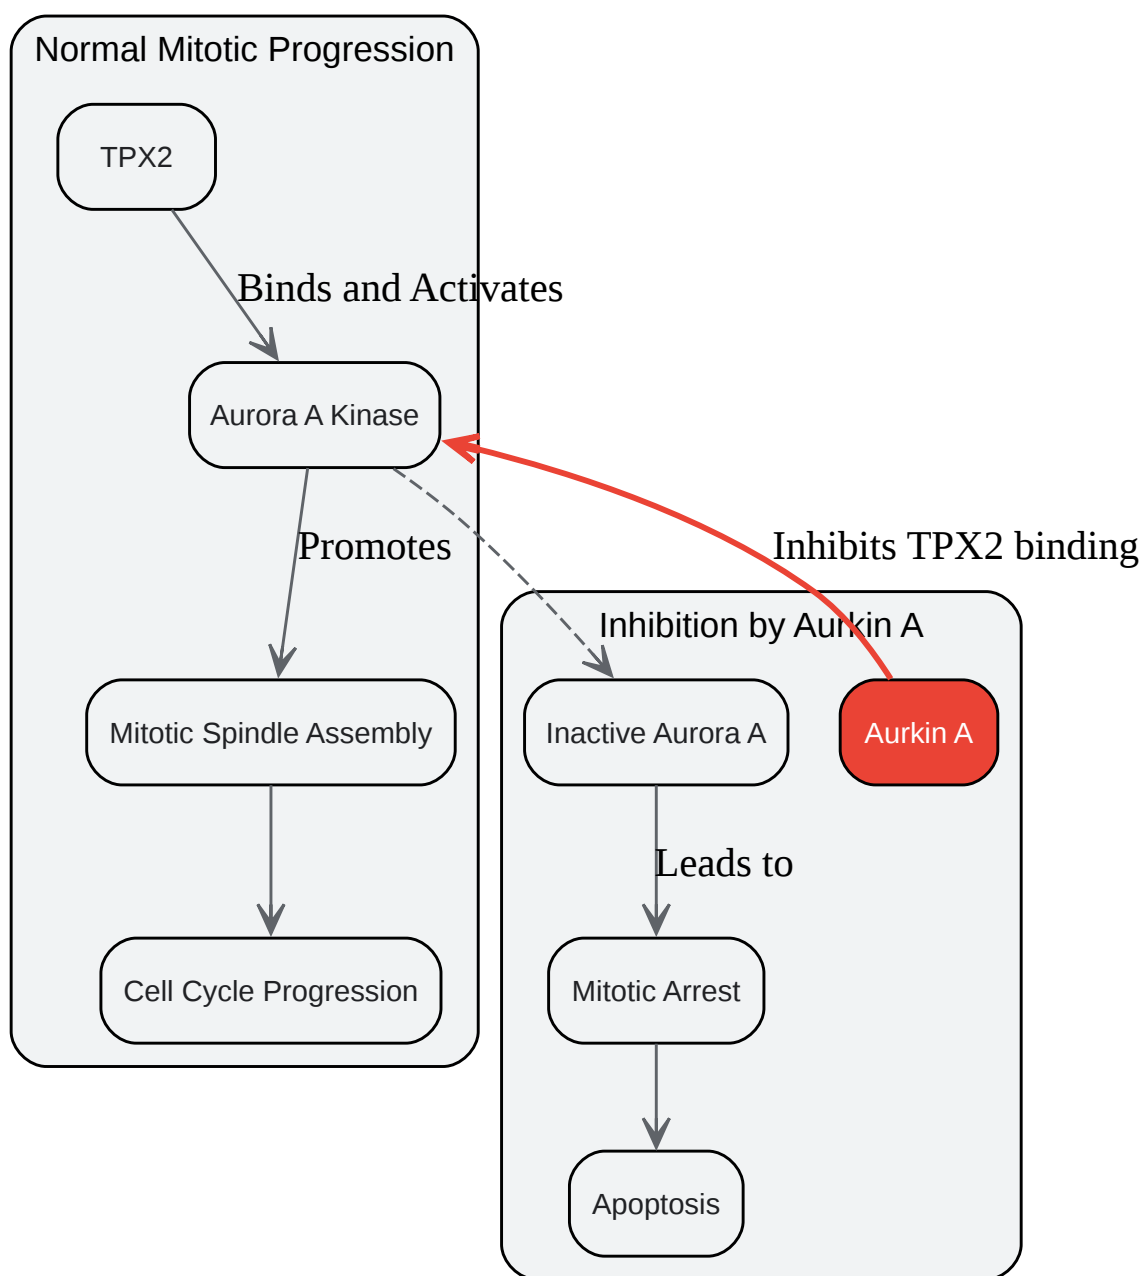 Normal Mitotic Progression
TPX2
Binds and Activates
Aurora A Kinase
Promotes
Inhibits TPX2 binding
Inhibition by Aurkin A
Mitotic Spindle Assembly
Inactive Aurora A
Aurkin A
Leads to
Cell Cycle Progression
Mitotic Arrest
Apoptosis